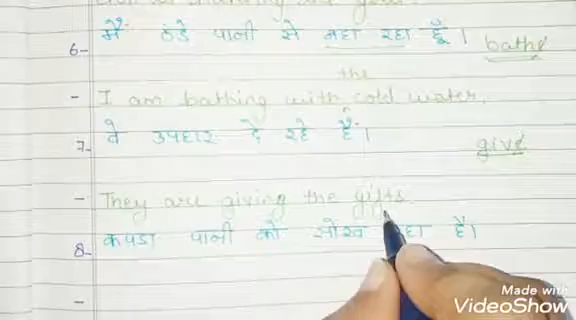 6- मैं ठंडे पानी से नहा रहा हूँ। bathe
the
- I am bathing with cold water.
7- वे उपहार दे रहे हैं। give
- They are giving the gifts
8- कपडा पानी को सोख रहा है।
-
Made with
VideoShow